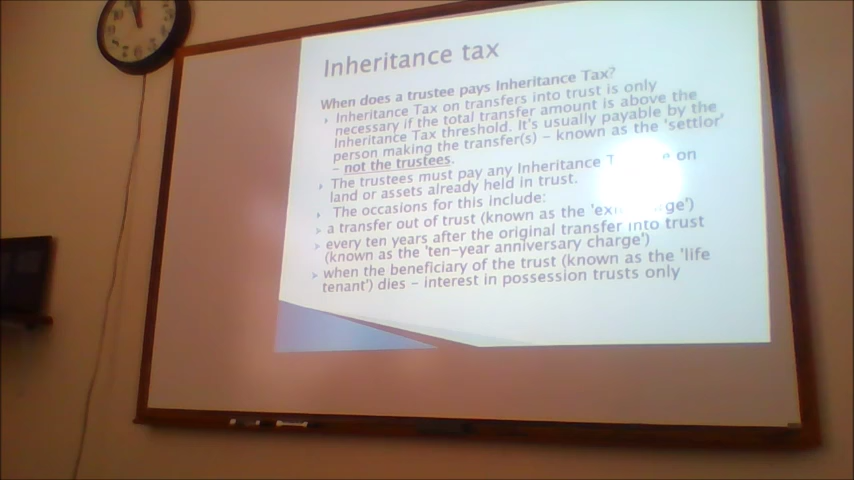 Inheritance tax
When does a trustee pays Inheritance Tax?
Inheritance Tax on transfers into trust is only
necessary if the total transfer amount is above the
Inheritance Tax threshold. It's usually payable by the
person making the transfer(s) – known as the 'settlor'
– not the trustees.
The trustees must pay any Inheritance on
land or assets already held in trust.
The occasions for this include:
a transfer out of trust (known as the
every ten years after the original transfer into trust
(known as the 'ten-year anniversary charge')
when the beneficiary of the trust (known as the 'life
tenant') dies – interest in possession trusts only